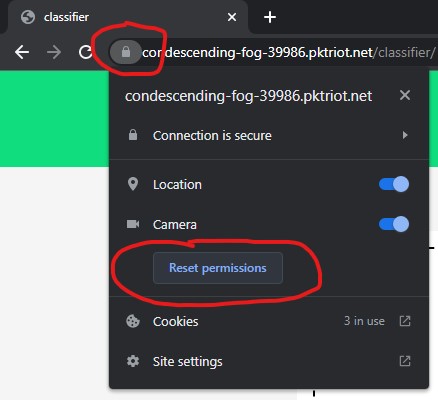 classifier
condescending-fog-39986.pktriot.net/classifier/
condescending-fog-39986.pktriot.net
Connection is secure
Location
Camera
Reset permissions
Cookies 3 in use
Site settings